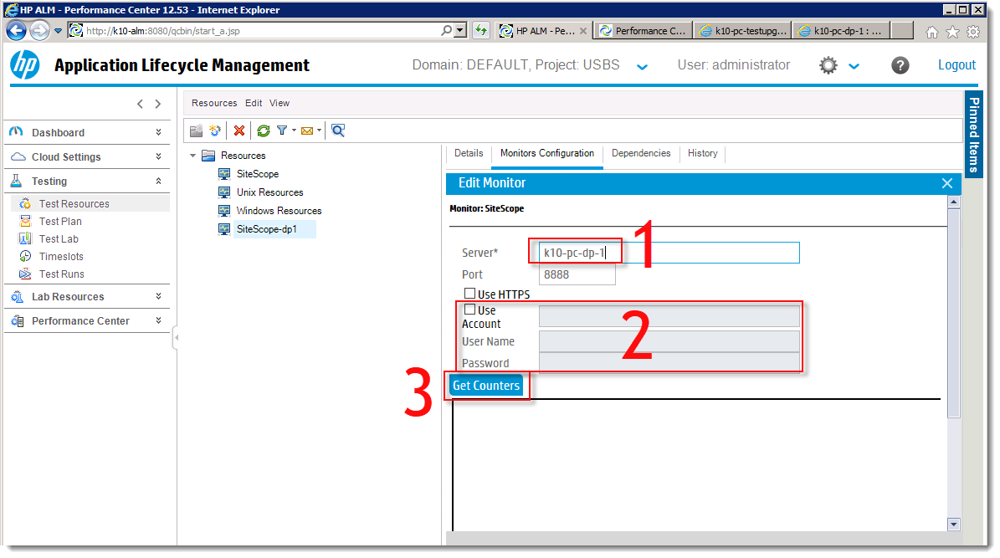 HP ALM - Performance Center 12.53 - Internet Explorer
http://k10-alm:8080/qcbin/start_a.jsp
HP ALM - Pe...
Performance C...
k10-pc-testupg...
k10-pc-dp-1 : ...
hp
Application Lifecycle Management
Domain: DEFAULT, Project: USBS
User: administrator
?
Logout
Pinned Items
Dashboard
Cloud Settings
Testing
Test Resources
Test Plan
Test Lab
Timeslots
Test Runs
Lab Resources
Performance Center
Resources Edit View
Resources
SiteScope
Unix Resources
Windows Resources
SiteScope-dp1
Details
Monitors Configuration
Dependencies
History
Edit Monitor
Monitor: SiteScope
Server* k10-pc-dp-1
1
Port 8888
Use HTTPS
Use Account
User Name
Password
2
3
Get Counters